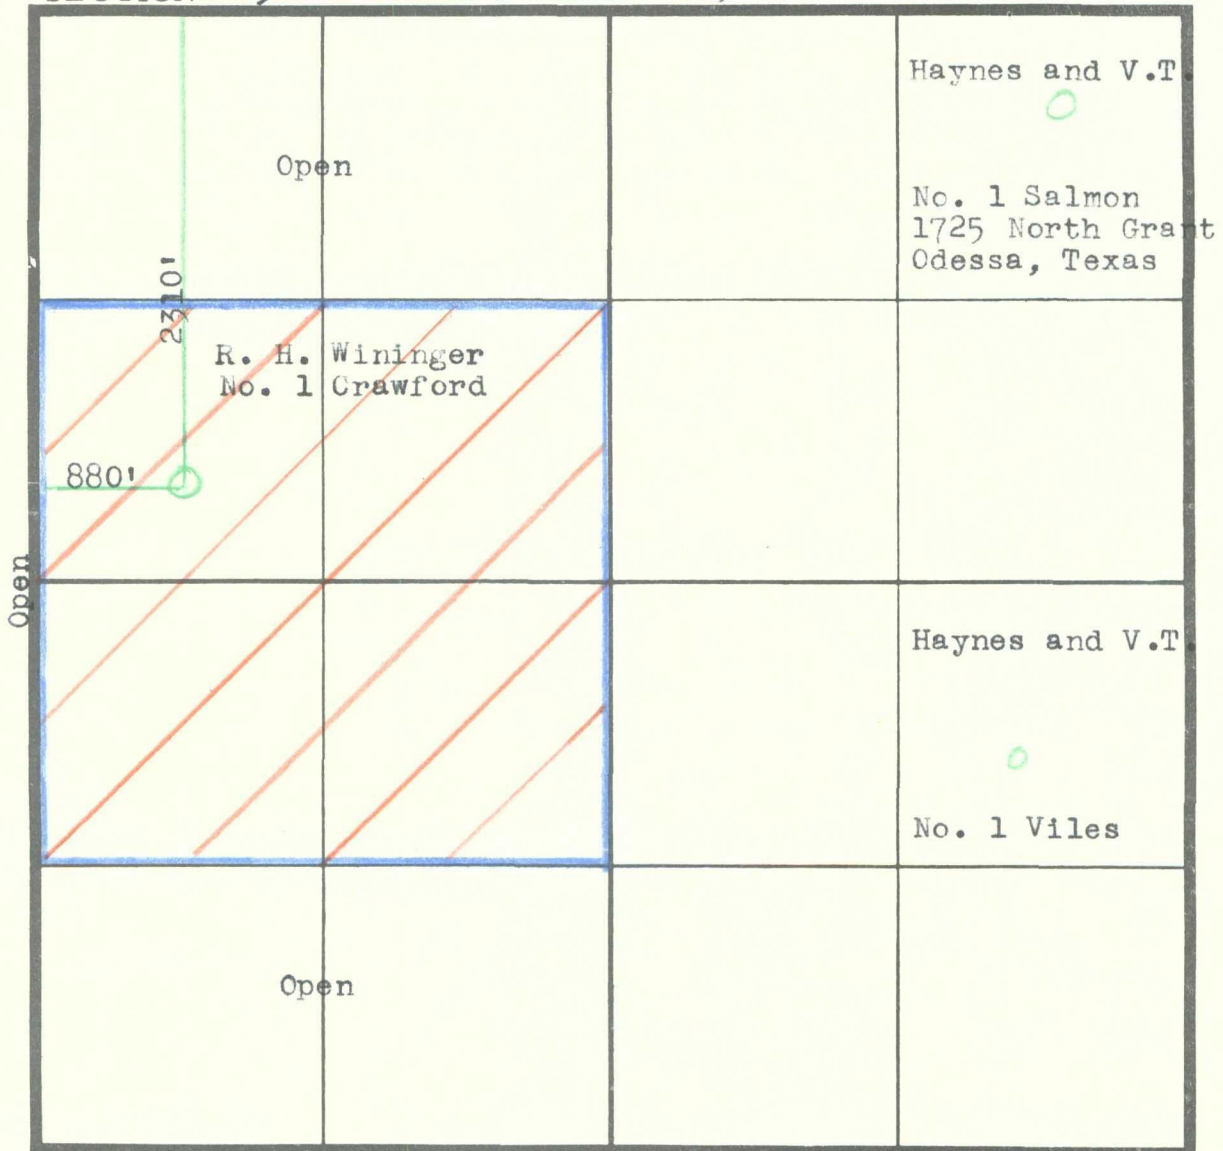 Haynes and V.T.
Open
No. 1 Salmon
1725 North Grant
Odessa, Texas
2310'
R. H. Wininger
No. 1 Crawford
880'
Open
Haynes and V.T.
No. 1 Viles
Open